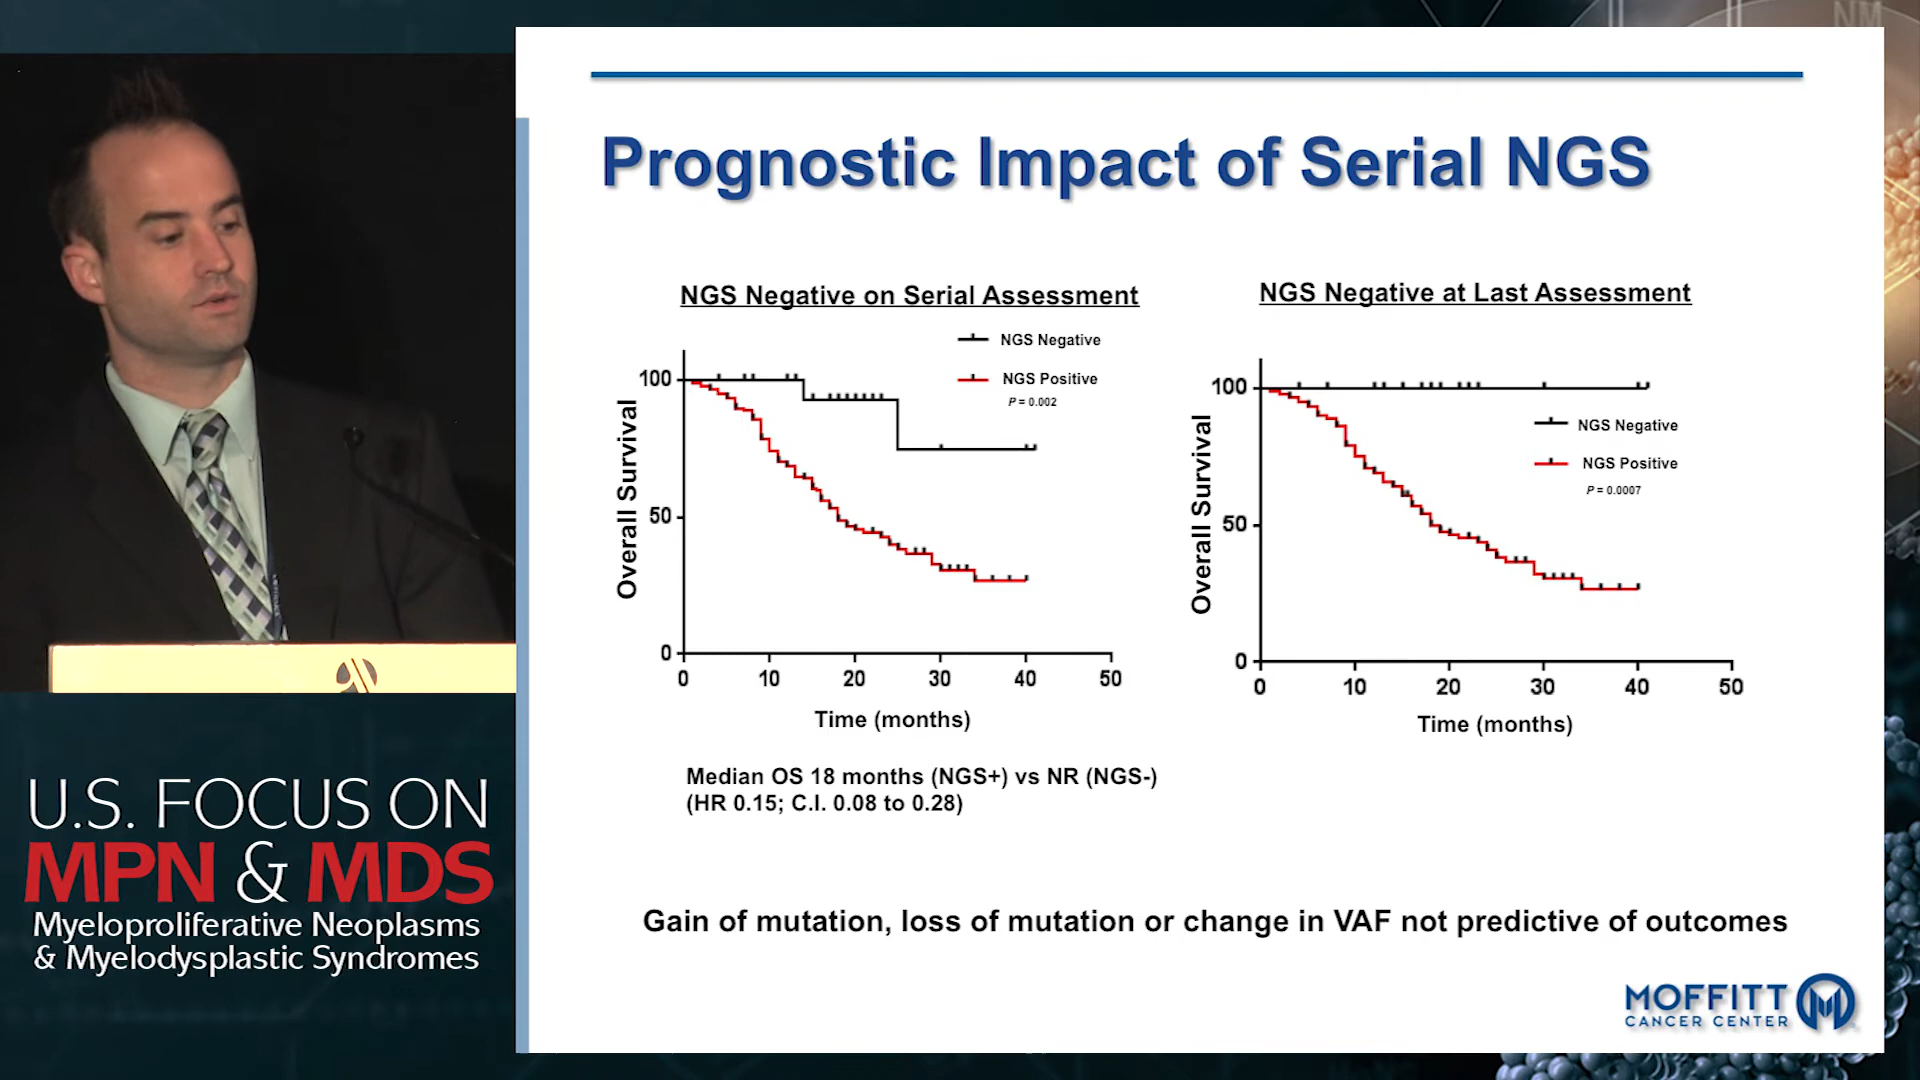 Prognostic Impact of Serial NGS
NGS Negative on Serial Assessment
NGS Negative
NGS Positive
P = 0.002
Overall Survival
100
50
0
0 10 20 30 40 50
Time (months)
Median OS 18 months (NGS+) vs NR (NGS-)
(HR 0.15; C.I. 0.08 to 0.28)
NGS Negative at Last Assessment
NGS Negative
NGS Positive
P = 0.0007
Overall Survival
100
50
0
0 10 20 30 40 50
Time (months)
Gain of mutation, loss of mutation or change in VAF not predictive of outcomes
MOFFITT
CANCER CENTER
U.S. FOCUS ON
MPN & MDS
Myeloproliferative Neoplasms
& Myelodysplastic Syndromes
NM